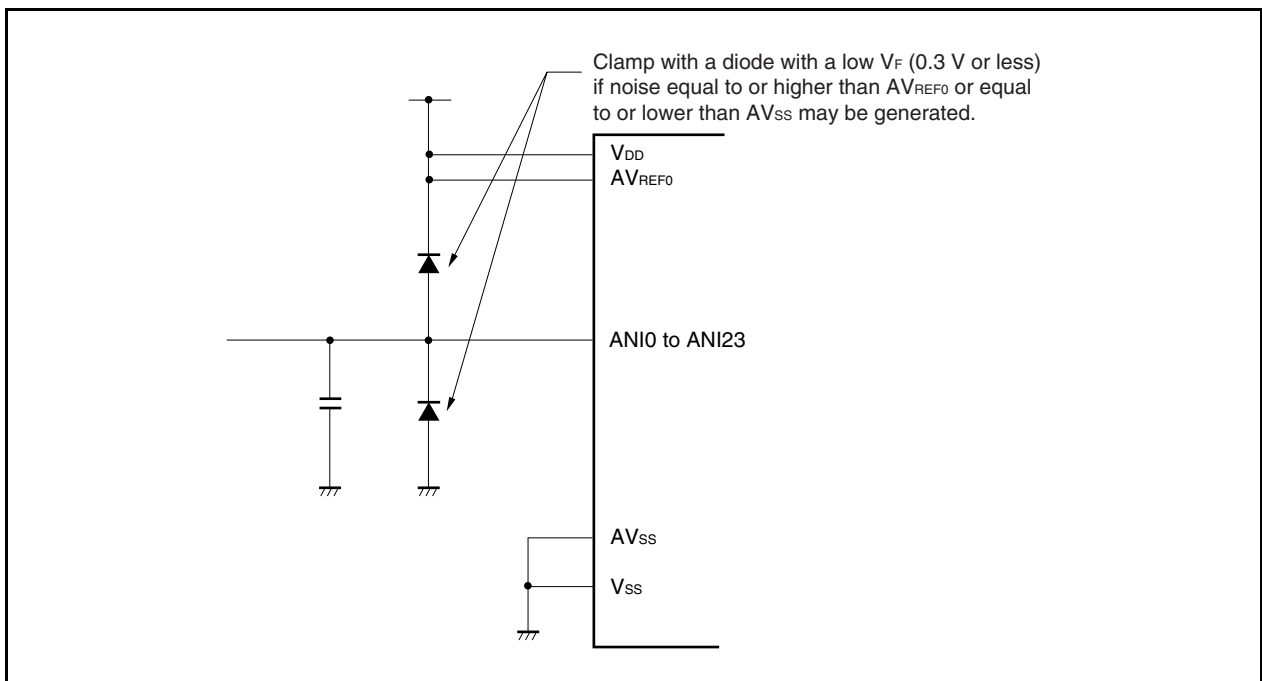 Clamp with a diode with a low VF (0.3 V or less)
if noise equal to or higher than AVREF0 or equal
to or lower than AVSS may be generated.
VDD
AVREF0
ANI0 to ANI23
AVSS
VSS